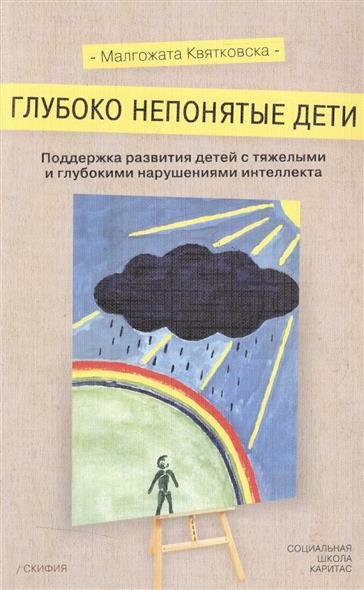 - Малгожата Квятковска -
ГЛУБОКО НЕПОНЯТЫЕ ДЕТИ
Поддержка развития детей с тяжелыми
и глубокими нарушениями интеллекта
/ СКИФИЯ
СОЦИАЛЬНАЯ
ШКОЛА
КАРИТАС